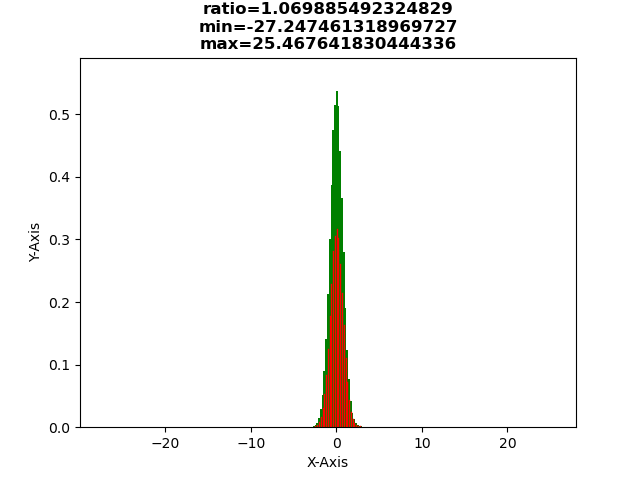 ratio=1.069885492324829
min=-27.247461318969727
max=25.467641830444336
0.5
0.4
0.3
0.2
0.1
0.0
Y-Axis
−20
−10
0
10
20
X-Axis